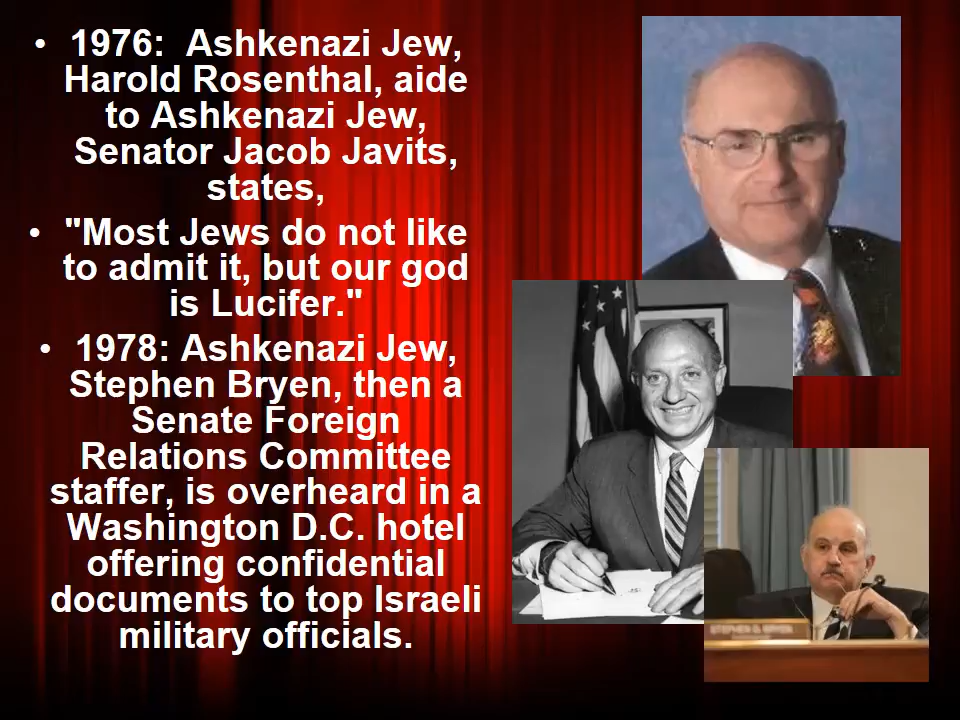 • 1976:  Ashkenazi Jew,
Harold Rosenthal, aide
to Ashkenazi Jew,
Senator Jacob Javits,
states,
• "Most Jews do not like
to admit it, but our god
is Lucifer."
• 1978: Ashkenazi Jew,
Stephen Bryen, then a
Senate Foreign
Relations Committee
staffer, is overheard in a
Washington D.C. hotel
offering confidential
documents to top Israeli
military officials.